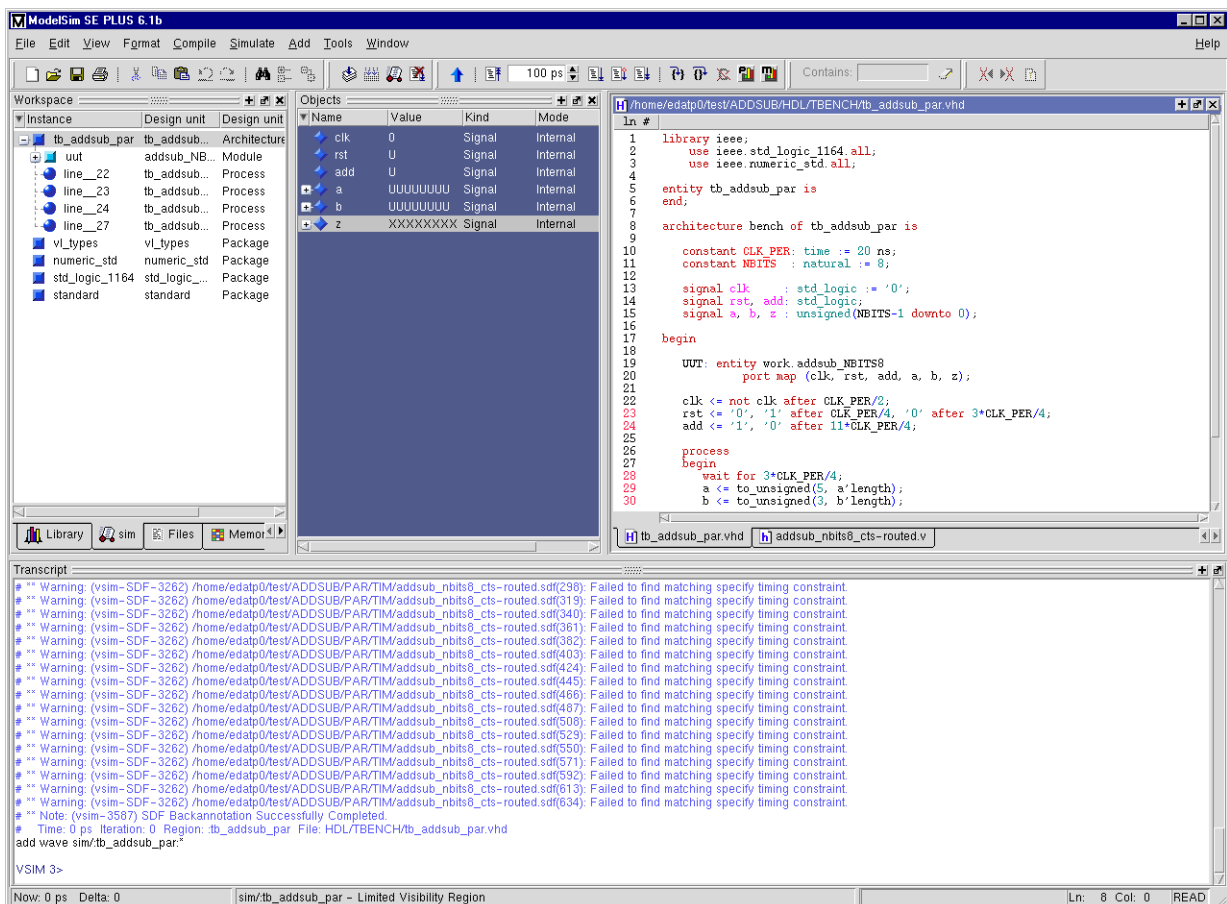 ModelSim SE PLUS 6.1b
File Edit View Format Compile Simulate Add Tools Window Help
100 ps Contains:
Workspace
Instance Design unit Design unit
tb_addsub_par tb_addsub... Architecture
uut addsub_NB... Module
line__22 tb_addsub... Process
line__23 tb_addsub... Process
line__24 tb_addsub... Process
line__27 tb_addsub... Process
vl_types vl_types Package
numeric_std numeric_std Package
std_logic_1164 std_logic_... Package
standard standard Package
Library sim Files Memor
Objects
Name Value Kind Mode
clk 0 Signal Internal
rst U Signal Internal
add U Signal Internal
a UUUUUUUU Signal Internal
b UUUUUUUU Signal Internal
z XXXXXXXX Signal Internal
/home/edatp0/test/ADDSUB/HDL/TBENCH/tb_addsub_par.vhd
ln #
1 library ieee;
2 use ieee.std_logic_1164.all;
3 use ieee.numeric_std.all;
4
5 entity tb_addsub_par is
6 end;
7
8 architecture bench of tb_addsub_par is
9
10 constant CLK_PER: time := 20 ns;
11 constant NBITS : natural := 8;
12
13 signal clk : std_logic := '0';
14 signal rst, add: std_logic;
15 signal a, b, z : unsigned(NBITS-1 downto 0);
16
17 begin
18
19 UUT: entity work.addsub_NBITS8
20 port map (clk, rst, add, a, b, z);
21
22 clk <= not clk after CLK_PER/2;
23 rst <= '0', '1' after CLK_PER/4, '0' after 3*CLK_PER/4;
24 add <= '1', '0' after 11*CLK_PER/4;
25
26 process
27 begin
28 wait for 3*CLK_PER/4;
29 a <= to_unsigned(5, a'length);
30 b <= to_unsigned(3, b'length);
tb_addsub_par.vhd addsub_nbits8_cts-routed.v
Transcript
# ** Warning: (vsim-SDF-3262) /home/edatp0/test/ADDSUB/PAR/TIM/addsub_nbits8_cts-routed.sdf(298): Failed to find matching specify timing constraint.
# ** Warning: (vsim-SDF-3262) /home/edatp0/test/ADDSUB/PAR/TIM/addsub_nbits8_cts-routed.sdf(319): Failed to find matching specify timing constraint.
# ** Warning: (vsim-SDF-3262) /home/edatp0/test/ADDSUB/PAR/TIM/addsub_nbits8_cts-routed.sdf(340): Failed to find matching specify timing constraint.
# ** Warning: (vsim-SDF-3262) /home/edatp0/test/ADDSUB/PAR/TIM/addsub_nbits8_cts-routed.sdf(361): Failed to find matching specify timing constraint.
# ** Warning: (vsim-SDF-3262) /home/edatp0/test/ADDSUB/PAR/TIM/addsub_nbits8_cts-routed.sdf(382): Failed to find matching specify timing constraint.
# ** Warning: (vsim-SDF-3262) /home/edatp0/test/ADDSUB/PAR/TIM/addsub_nbits8_cts-routed.sdf(403): Failed to find matching specify timing constraint.
# ** Warning: (vsim-SDF-3262) /home/edatp0/test/ADDSUB/PAR/TIM/addsub_nbits8_cts-routed.sdf(424): Failed to find matching specify timing constraint.
# ** Warning: (vsim-SDF-3262) /home/edatp0/test/ADDSUB/PAR/TIM/addsub_nbits8_cts-routed.sdf(445): Failed to find matching specify timing constraint.
# ** Warning: (vsim-SDF-3262) /home/edatp0/test/ADDSUB/PAR/TIM/addsub_nbits8_cts-routed.sdf(466): Failed to find matching specify timing constraint.
# ** Warning: (vsim-SDF-3262) /home/edatp0/test/ADDSUB/PAR/TIM/addsub_nbits8_cts-routed.sdf(487): Failed to find matching specify timing constraint.
# ** Warning: (vsim-SDF-3262) /home/edatp0/test/ADDSUB/PAR/TIM/addsub_nbits8_cts-routed.sdf(508): Failed to find matching specify timing constraint.
# ** Warning: (vsim-SDF-3262) /home/edatp0/test/ADDSUB/PAR/TIM/addsub_nbits8_cts-routed.sdf(529): Failed to find matching specify timing constraint.
# ** Warning: (vsim-SDF-3262) /home/edatp0/test/ADDSUB/PAR/TIM/addsub_nbits8_cts-routed.sdf(550): Failed to find matching specify timing constraint.
# ** Warning: (vsim-SDF-3262) /home/edatp0/test/ADDSUB/PAR/TIM/addsub_nbits8_cts-routed.sdf(571): Failed to find matching specify timing constraint.
# ** Warning: (vsim-SDF-3262) /home/edatp0/test/ADDSUB/PAR/TIM/addsub_nbits8_cts-routed.sdf(592): Failed to find matching specify timing constraint.
# ** Warning: (vsim-SDF-3262) /home/edatp0/test/ADDSUB/PAR/TIM/addsub_nbits8_cts-routed.sdf(613): Failed to find matching specify timing constraint.
# ** Warning: (vsim-SDF-3262) /home/edatp0/test/ADDSUB/PAR/TIM/addsub_nbits8_cts-routed.sdf(634): Failed to find matching specify timing constraint.
# ** Note: (vsim-3587) SDF Backannotation Successfully Completed.
# Time: 0 ps Iteration: 0 Region: :tb_addsub_par File: HDL/TBENCH/tb_addsub_par.vhd
add wave sim/:tb_addsub_par:*
VSIM 3>
Now: 0 ps Delta: 0 sim/:tb_addsub_par - Limited Visibility Region Ln: 8 Col: 0 READ